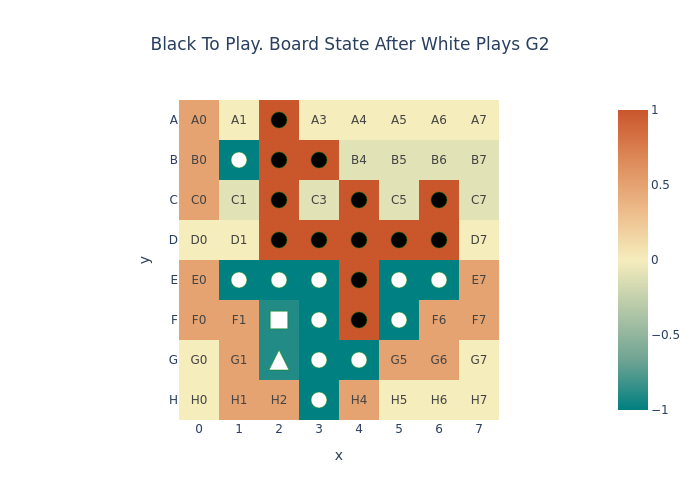 Black To Play. Board State After White Plays G2
A A0 A1 A3 A4 A5 A6 A7
B B0 B4 B5 B6 B7
C C0 C1 C3 C5 C7
D D0 D1 D7
E E0 E7
F F0 F1 F6 F7
G G0 G1 G5 G6 G7
H H0 H1 H2 H4 H5 H6 H7
0 1 2 3 4 5 6 7
x
y
1
0.5
0
−0.5
−1